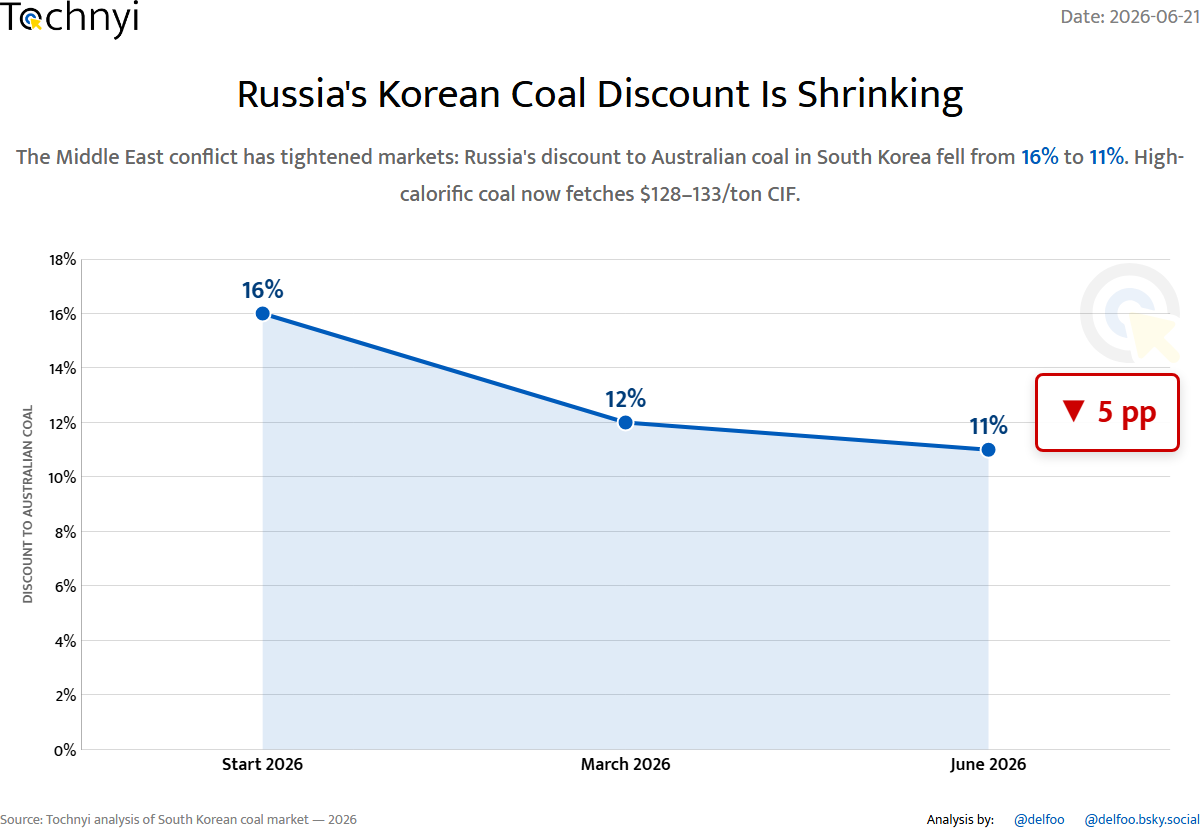 Tochnyi
Date: 2026-06-21
Russia's Korean Coal Discount Is Shrinking
The Middle East conflict has tightened markets: Russia's discount to Australian coal in South Korea fell from 16% to 11%. High-
calorific coal now fetches $128–133/ton CIF.
DISCOUNT TO AUSTRALIAN COAL
18%
16%
14%
12%
10%
8%
6%
4%
2%
0%
16%
12%
11%
▼ 5 pp
Start 2026
March 2026
June 2026
Source: Tochnyi analysis of South Korean coal market — 2026
Analysis by: @delfoo @delfoo.bsky.social